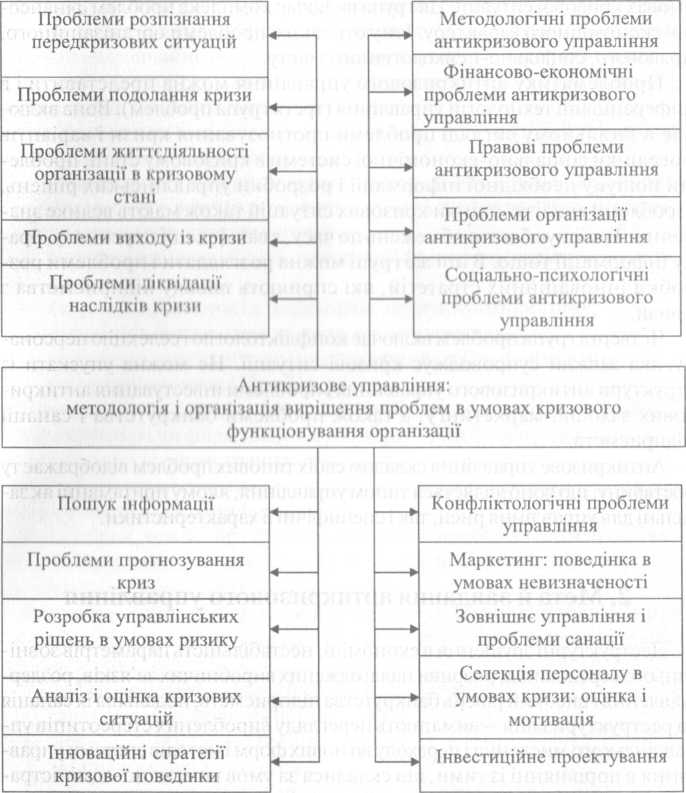 Проблеми розпізнання
передкризових ситуацій
Проблеми подолання кризи
Проблеми життєдіяльності
організації в кризовому
стані
Проблеми виходу із кризи
Проблеми ліквідації
наслідків кризи
Методологічні проблеми
антикризового управління
Фінансово-економічні
проблеми антикризового
управління
Правові проблеми
антикризового управління
Проблеми організації
антикризового управління
Соціально-психологічні
проблеми антикризового
управління
Антикризове управління:
методологія і організація вирішення проблем в умовах кризового
функціонування організації
Пошук інформації
Проблеми прогнозування
криз
Розробка управлінських
рішень в умовах ризику
Аналіз і оцінка кризових
ситуацій
Інноваційні стратегії
кризової поведінки
Конфліктологічні проблеми
управління
Маркетинг: поведінка в
умовах невизначеності
Зовнішнє управління і
проблеми санації
Селекція персоналу в
умовах кризи: оцінка і
мотивація
Інвестиційне проектування